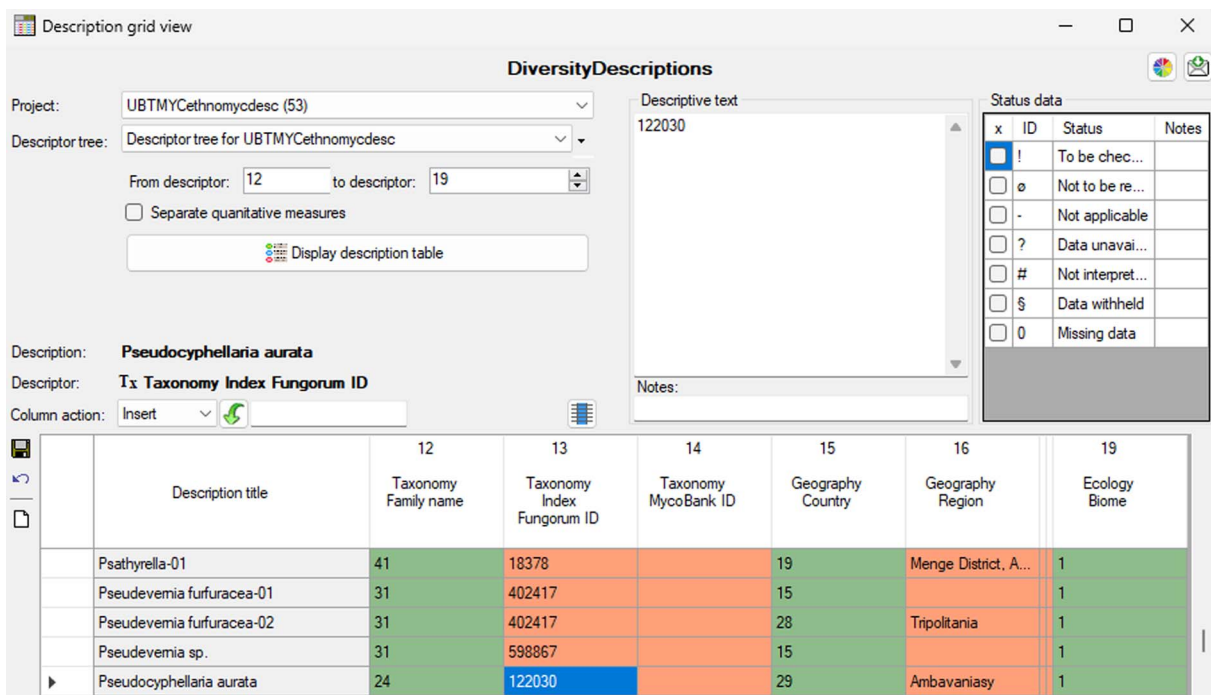 Description grid view
DiversityDescriptions
Project: UBTMYCethnomycdesc (53)
Descriptor tree: Descriptor tree for UBTMYCethnomycdesc
From descriptor: 12 to descriptor: 19
Separate quanitative measures
Display description table
Description: Pseudocyphellaria aurata
Descriptor: Tx Taxonomy Index Fungorum ID
Column action: Insert
Descriptive text
122030
Notes:
Status data
x ID Status Notes
! To be chec...
ø Not to be re...
- Not applicable
? Data unavai...
# Not interpret...
§ Data withheld
0 Missing data
12 13 14 15 16 19
Description title
Taxonomy Family name
Taxonomy Index Fungorum ID
Taxonomy MycoBank ID
Geography Country
Geography Region
Ecology Biome
Psathyrella-01 41 18378 19 Menge District, A... 1
Pseudevernia furfuracea-01 31 402417 15 1
Pseudevernia furfuracea-02 31 402417 28 Tripolitania 1
Pseudevernia sp. 31 598867 15 1
Pseudocyphellaria aurata 24 122030 29 Ambavaniasy 1